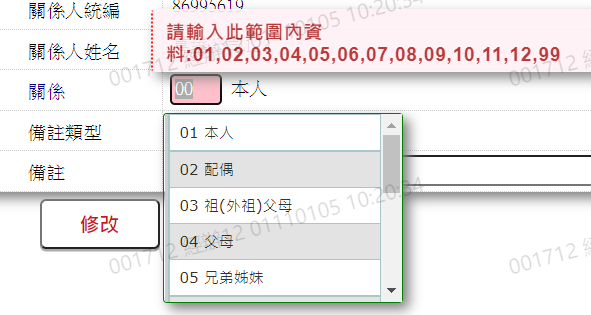 關係人統編 86995619
請輸入此範圍內資
料:01,02,03,04,05,06,07,08,09,10,11,12,99
關係人姓名
關係 00 本人
備註類型
01 本人
02 配偶
備註
03 祖(外祖)父母
修改
04 父母
05 兄弟姊妹